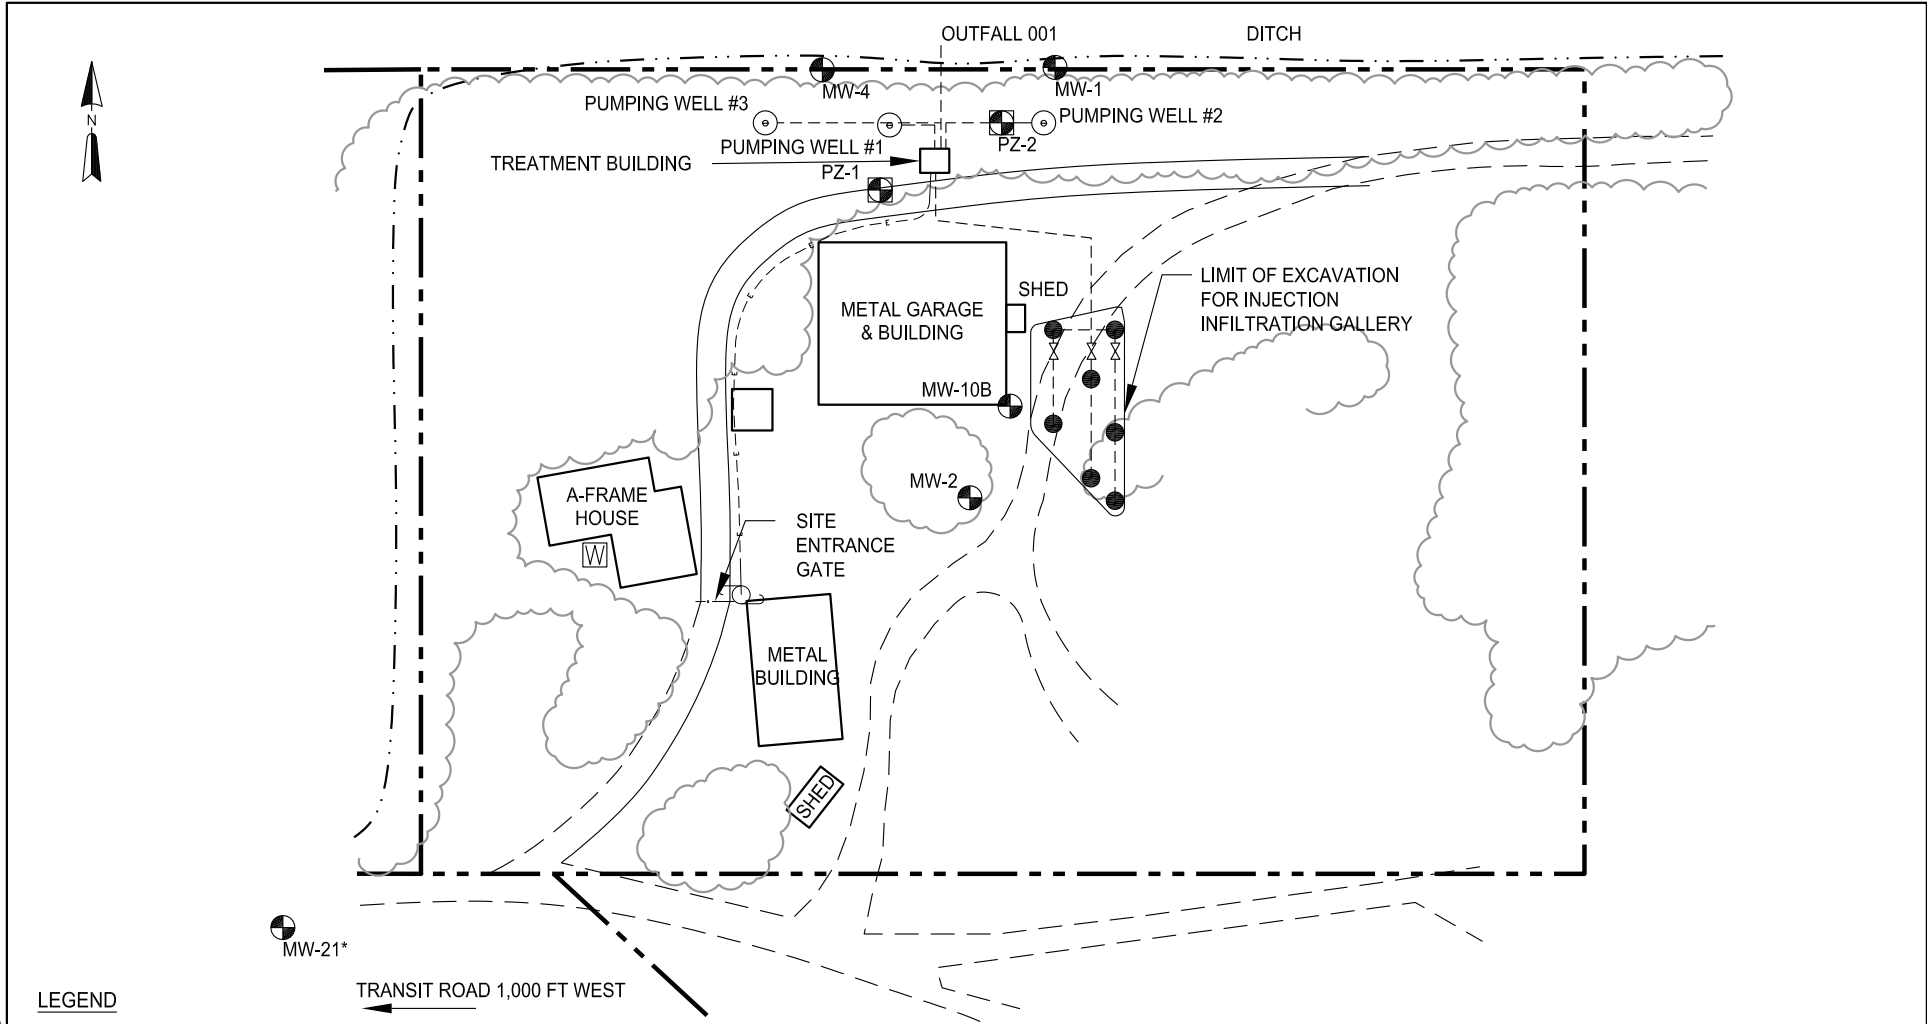 OUTFALL 001
DITCH
N
MW-4
MW-1
PUMPING WELL #3
PUMPING WELL #2
PUMPING WELL #1
PZ-2
TREATMENT BUILDING
PZ-1
SHED
LIMIT OF EXCAVATION
FOR INJECTION
INFILTRATION GALLERY
METAL GARAGE
& BUILDING
MW-10B
MW-2
A-FRAME
HOUSE
W
SITE
ENTRANCE
GATE
METAL
BUILDING
SHED
MW-21*
TRANSIT ROAD 1,000 FT WEST
LEGEND